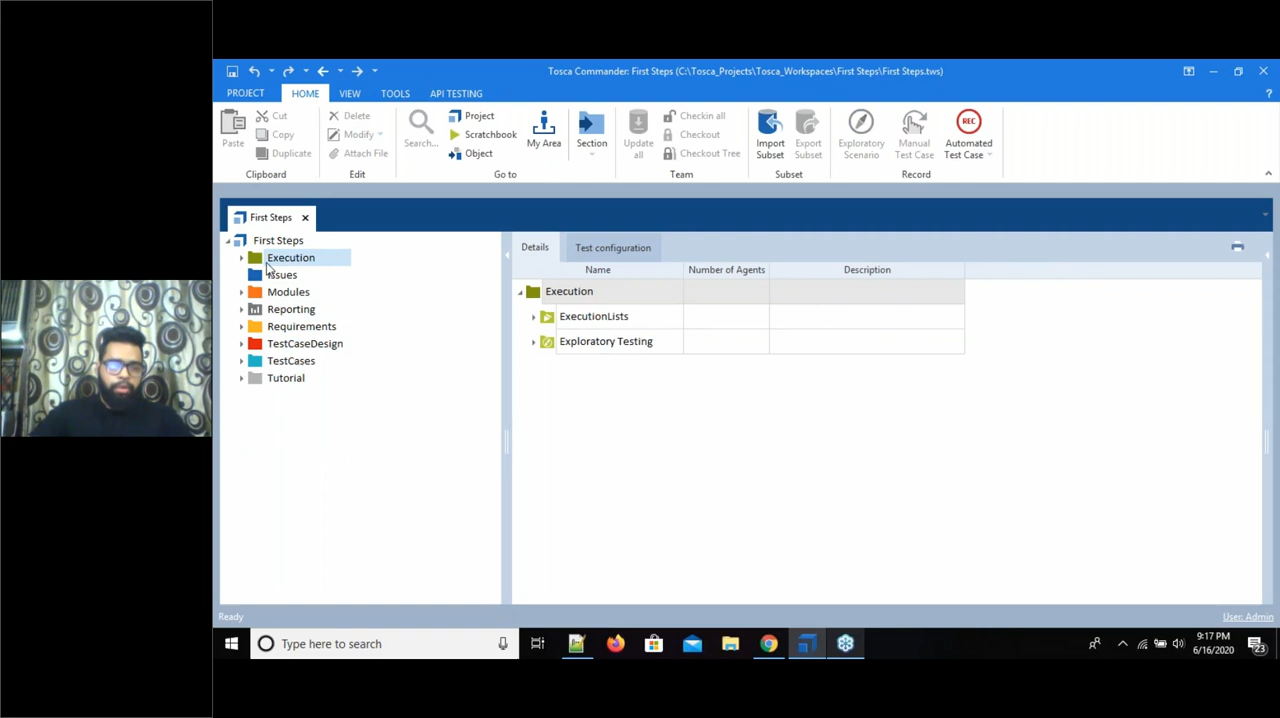 Tosca Commander: First Steps (C:\Tosca_Projects\Tosca_Workspaces\First Steps\First Steps.tws)
PROJECT HOME VIEW TOOLS API TESTING ?
Paste
Cut
Copy
Duplicate
Clipboard
Delete
Modify
Attach File
Edit
Search...
Project
Scratchbook
Object
My Area
Section
Go to
Update all
Checkin all
Checkout
Checkout Tree
Team
Import Subset
Export Subset
Subset
Exploratory Scenario
Manual Test Case
REC
Automated Test Case
Record
First Steps
First Steps
Execution
Issues
Modules
Reporting
Requirements
TestCaseDesign
TestCases
Tutorial
Details Test configuration
Name Number of Agents Description
Execution
ExecutionLists
Exploratory Testing
Ready User: Admin
Type here to search
9:17 PM
6/16/2020
23